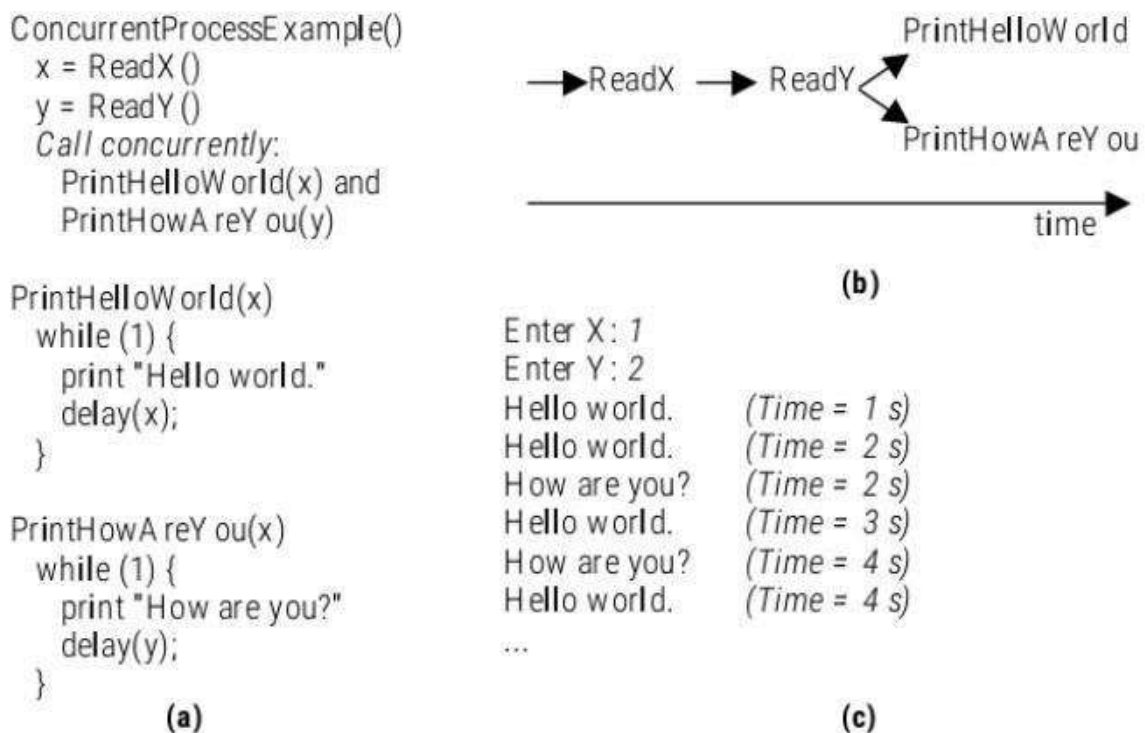 ConcurrentProcessExample()
x = ReadX()
y = ReadY()
Call concurrently:
PrintHelloWorld(x) and
PrintHowAreYou(y)
PrintHelloWorld(x)
while (1) {
print "Hello world."
delay(x);
}
PrintHowAreYou(x)
while (1) {
print "How are you?"
delay(y);
}
(a)
PrintHelloWorld
ReadX ReadY
PrintHowAreYou
time
(b)
Enter X: 1
Enter Y: 2
Hello world. (Time = 1 s)
Hello world. (Time = 2 s)
How are you? (Time = 2 s)
Hello world. (Time = 3 s)
How are you? (Time = 4 s)
Hello world. (Time = 4 s)
...
(c)